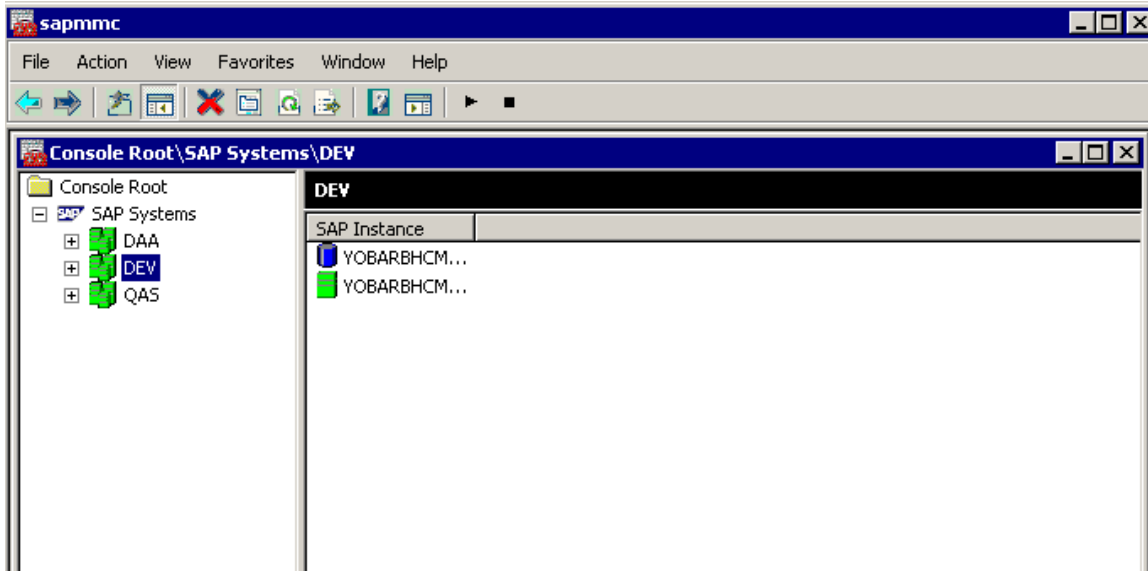 sapmmc
File Action View Favorites Window Help
Console Root\SAP Systems\DEV
Console Root
SAP SAP Systems
DAA
DEV
QAS
DEV
SAP Instance
YOBARBHCM...
YOBARBHCM...